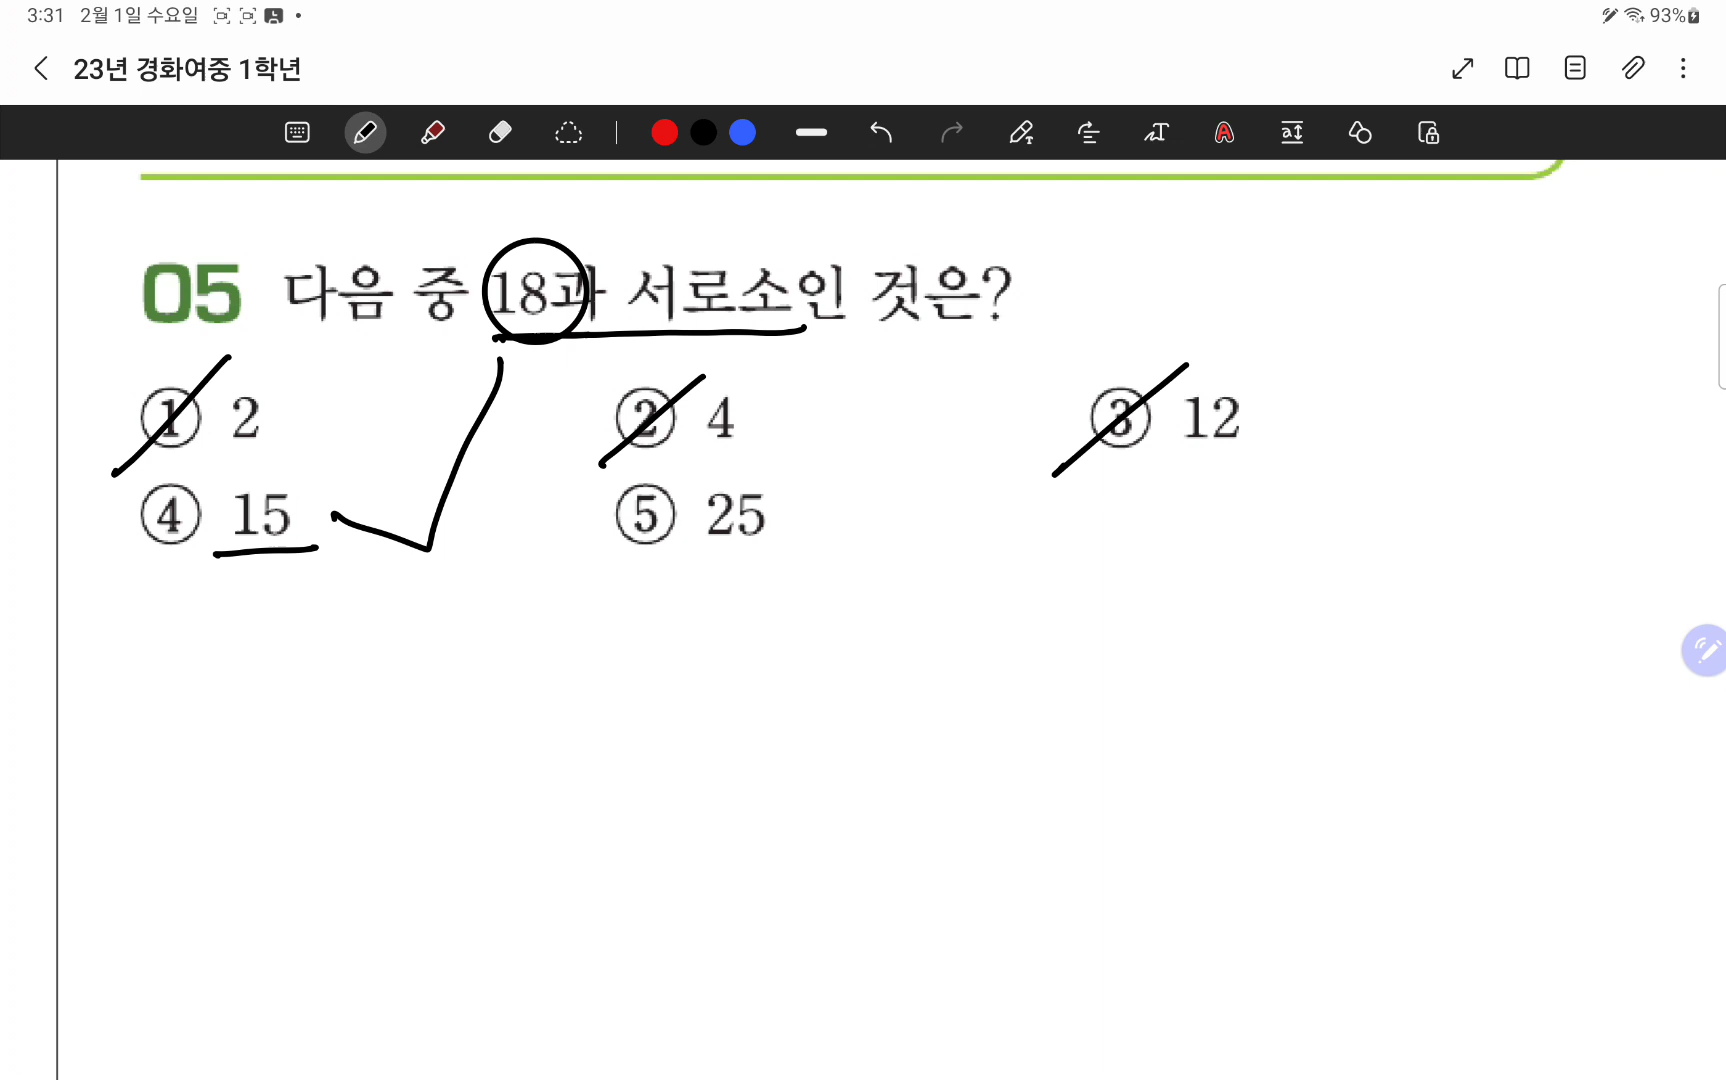 3:31 2월 1일 수요일 93%
23년 경화여중 1학년
05 다음 중 18과 서로소인 것은?
① 2 ② 4 ③ 12
④ 15 ⑤ 25